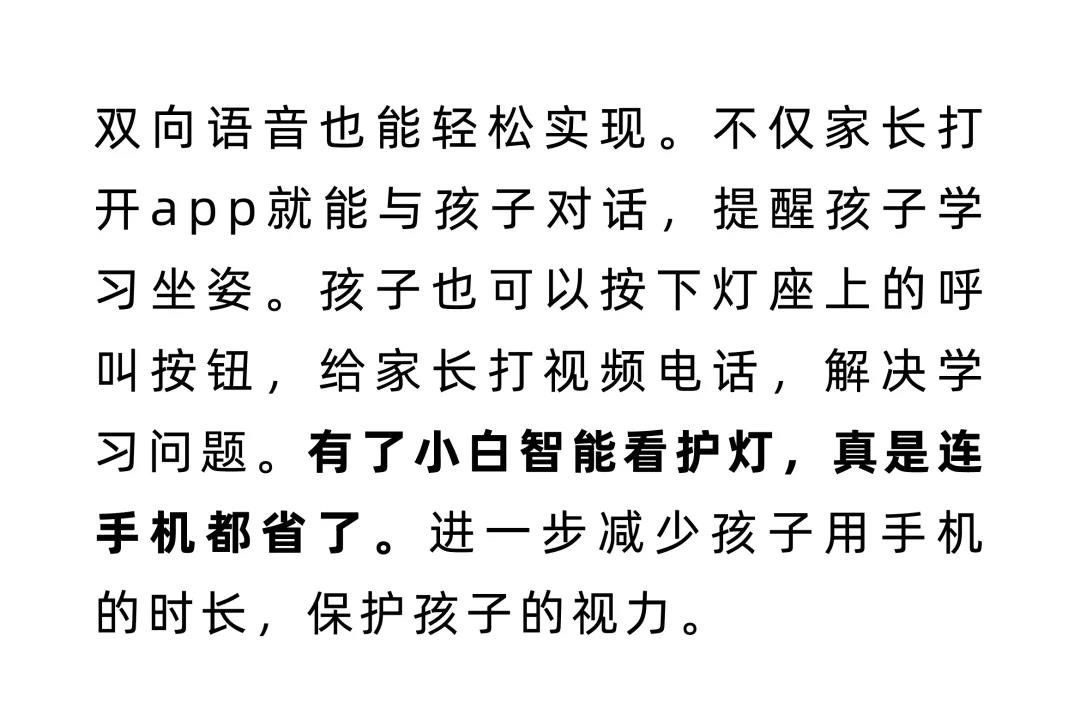 双向语音也能轻松实现。不仅家长打
开app就能与孩子对话，提醒孩子学
习坐姿。孩子也可以按下灯座上的呼
叫按钮，给家长打视频电话，解决学
习问题。有了小白智能看护灯，真是连
手机都省了。进一步减少孩子用手机
的时长，保护孩子的视力。